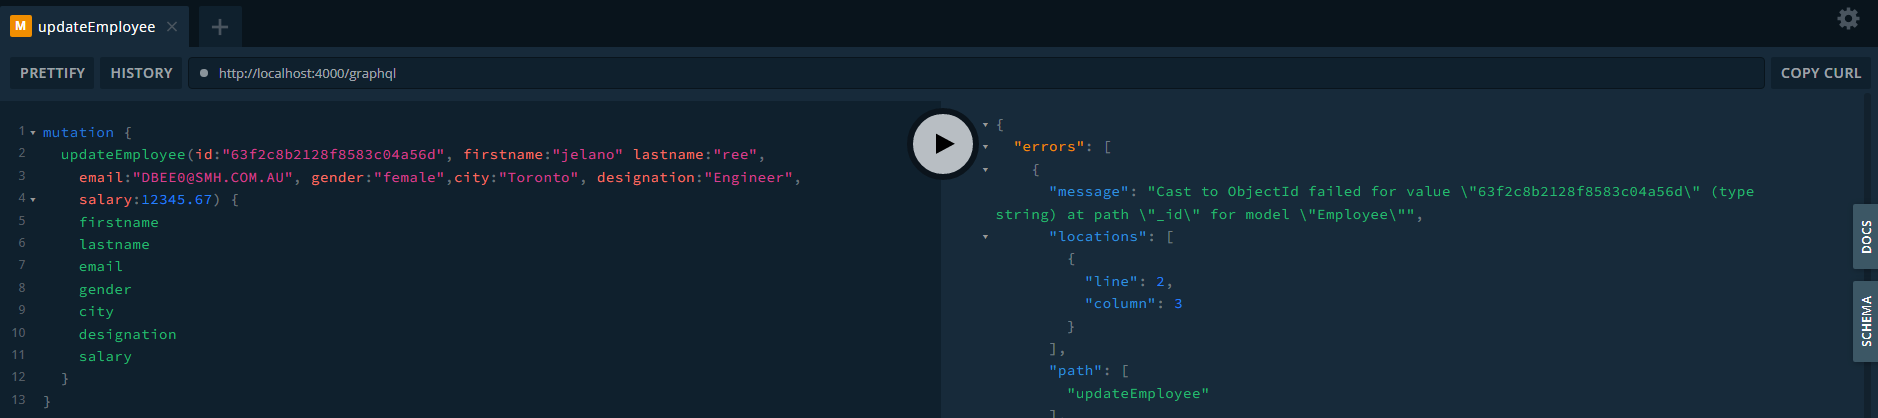 M updateEmployee ×
PRETTIFY HISTORY http://localhost:4000/graphql COPY CURL
1 mutation {
2 updateEmployee(id:"63f2c8b2128f8583c04a56d", firstname:"jelano" lastname:"ree",
3 email:"DBEE0@SMH.COM.AU", gender:"female",city:"Toronto", designation:"Engineer",
4 salary:12345.67) {
5 firstname
6 lastname
7 email
8 gender
9 city
10 designation
11 salary
12 }
13 }
{
"errors": [
{
"message": "Cast to ObjectId failed for value \"63f2c8b2128f8583c04a56d\" (type
string) at path \"_id\" for model \"Employee\"",
"locations": [
{
"line": 2,
"column": 3
}
],
"path": [
"updateEmployee"
]
DOCS
SCHEMA